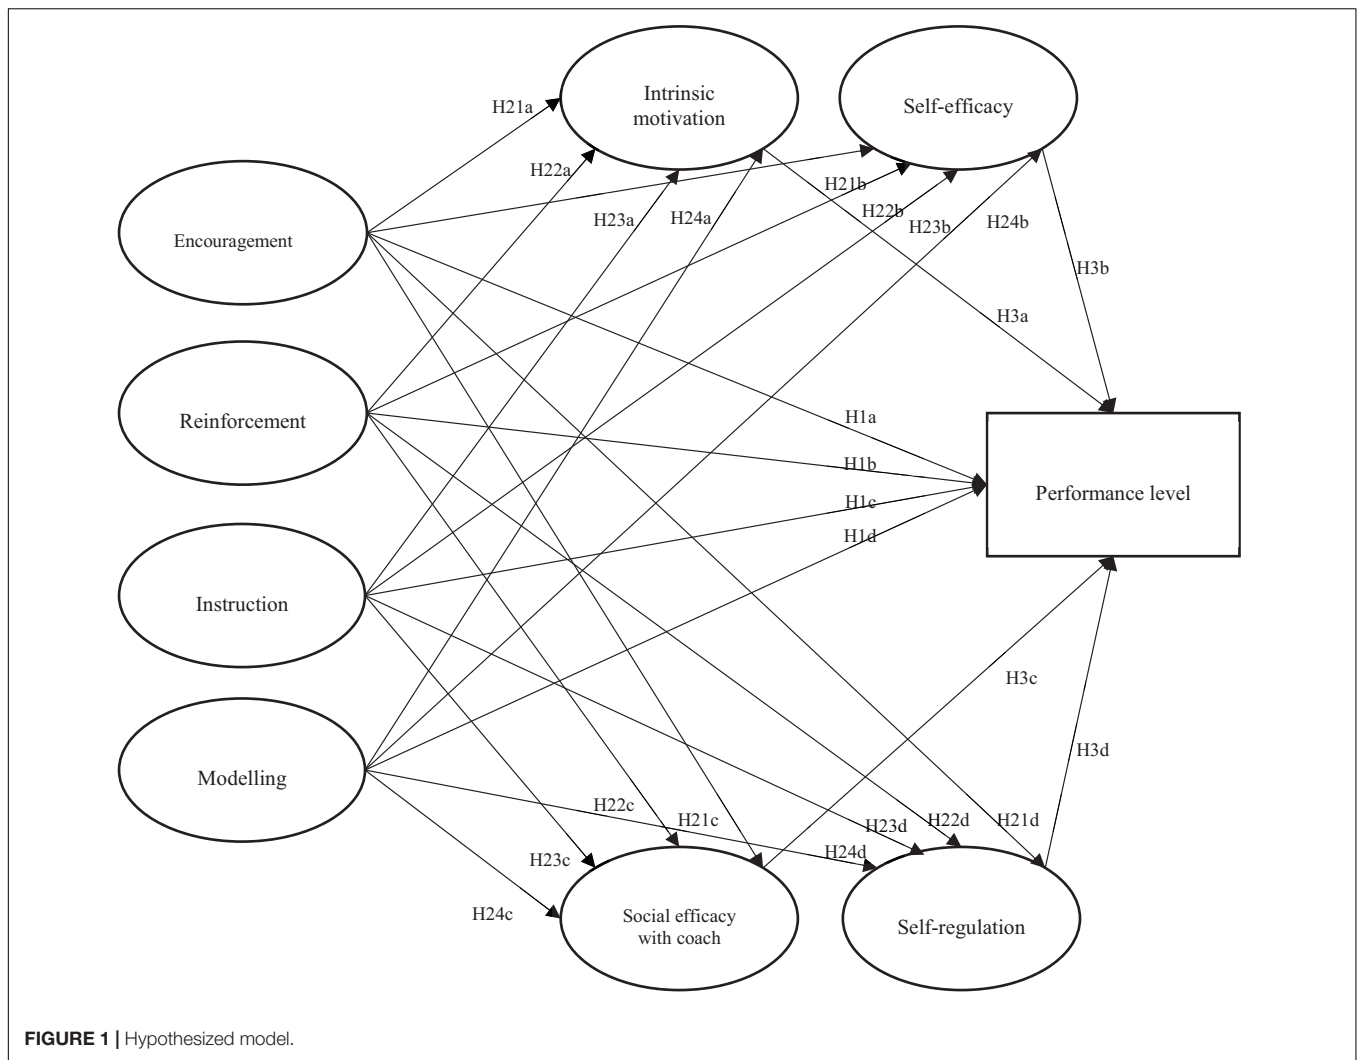 Intrinsic
motivation
Self-efficacy
H21a
Encouragement
H22a
H21b
H22b
H23a
H24a
H23b
H24b
H3b
H3a
Reinforcement
H1a
H1b
H1c
H1d
Performance level
Instruction
H3c
H3d
Modelling
H22c
H21c
H23d
H22d
H21d
H23c
H24d
H24c
Social efficacy
with coach
Self-regulation
FIGURE 1 | Hypothesized model.